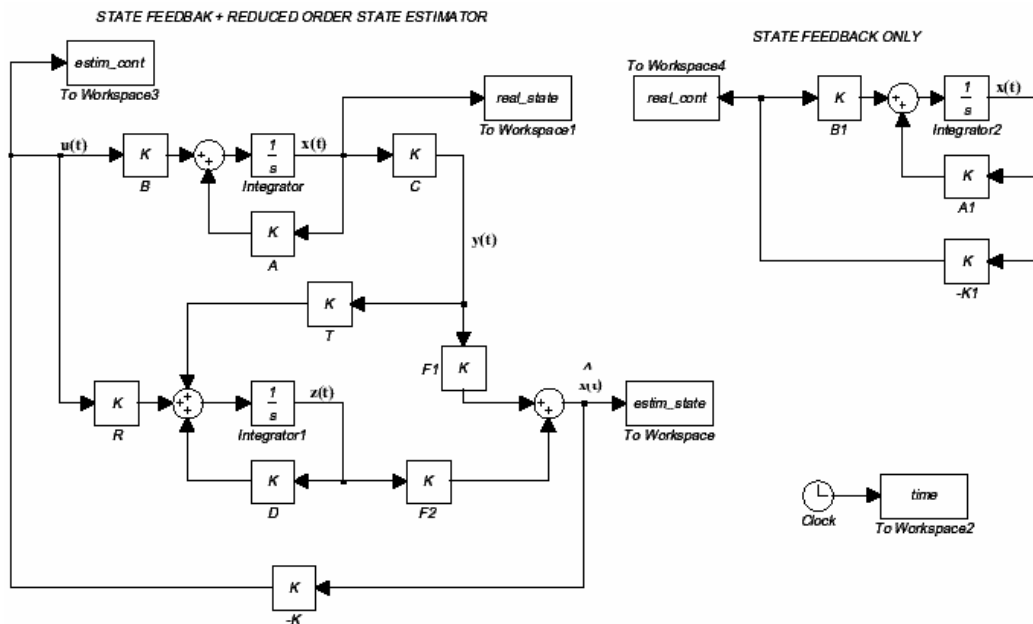 STATE FEEDBAK + REDUCED ORDER STATE ESTIMATOR
STATE FEEDBACK ONLY
estim_cont
To Workspace3
real_state
To Workspace1
To Workspace4
real_cont
K
B1
++
1
s
Integrator2
x(t)
K
A1
K
-K1
u(t)
K
B
++
1
s
Integrator
x(t)
K
C
K
A
y(t)
K
T
F1
K
K
R
+++
1
s
Integrator1
z(t)
++
^
x(t)
estim_state
To Workspace
K
D
K
F2
Clock
time
To Workspace2
K
-K